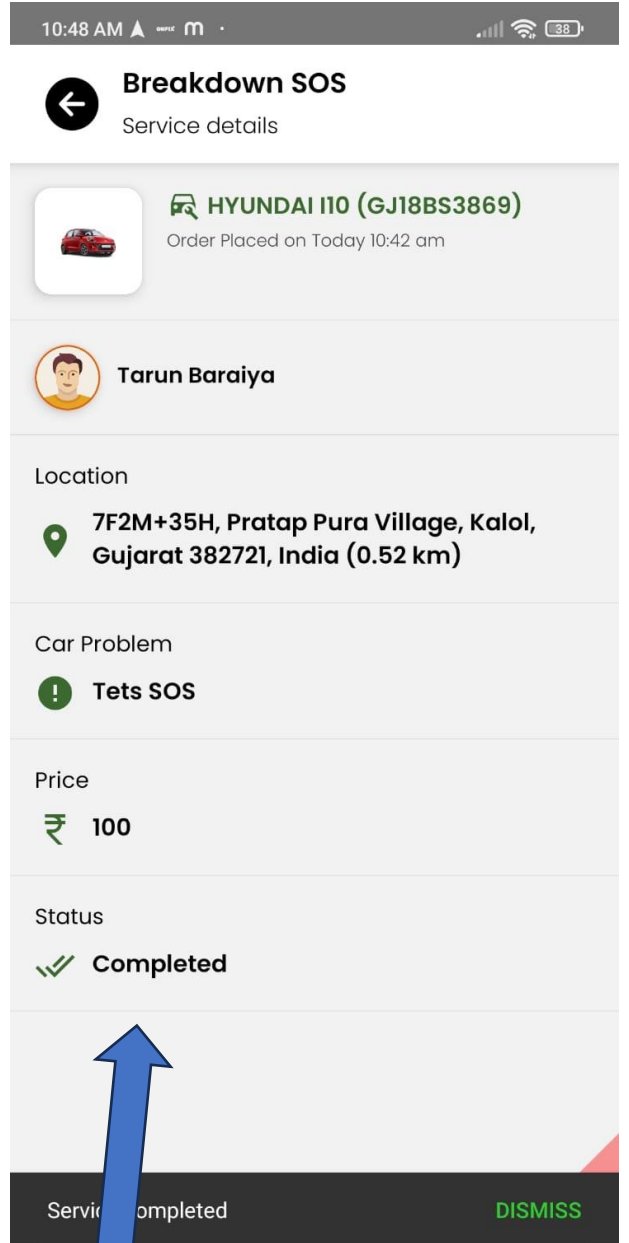 10:48 AM
38
Breakdown SOS
Service details
HYUNDAI I10 (GJ18BS3869)
Order Placed on Today 10:42 am
Tarun Baraiya
Location
7F2M+35H, Pratap Pura Village, Kalol,
Gujarat 382721, India (0.52 km)
Car Problem
Tets SOS
Price
₹ 100
Status
Completed
Service Completed DISMISS